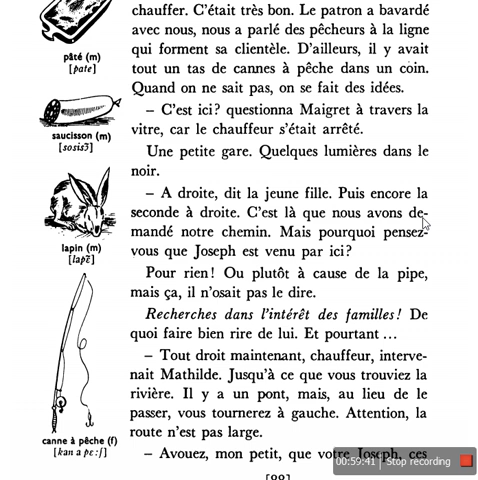 chauffer. C'était très bon. Le patron a bavardé
avec nous, nous a parlé des pêcheurs à la ligne
qui forment sa clientèle. D'ailleurs, il y avait
tout un tas de cannes à pêche dans un coin.
Quand on ne sait pas, on se fait des idées.
– C'est ici? questionna Maigret à travers la
vitre, car le chauffeur s'était arrêté.
Une petite gare. Quelques lumières dans le
noir.
– A droite, dit la jeune fille. Puis encore la
seconde à droite. C'est là que nous avons de-
mandé notre chemin. Mais pourquoi pensez-
vous que Joseph est venu par ici?
Pour rien! Ou plutôt à cause de la pipe,
mais ça, il n'osait pas le dire.
Recherches dans l'intérêt des familles! De
quoi faire bien rire de lui. Et pourtant ...
– Tout droit maintenant, chauffeur, interve-
nait Mathilde. Jusqu'à ce que vous trouviez la
rivière. Il y a un pont, mais, au lieu de le
passer, vous tournerez à gauche. Attention, la
route n'est pas large.
– Avouez, mon petit, que votre Joseph, ces
pâté (m)
[pate]
saucisson (m)
[sosisɔ̃]
lapin (m)
[lapɛ̃]
canne à pêche (f)
[kan a pɛ:ʃ]
00:59:41 Stop recording